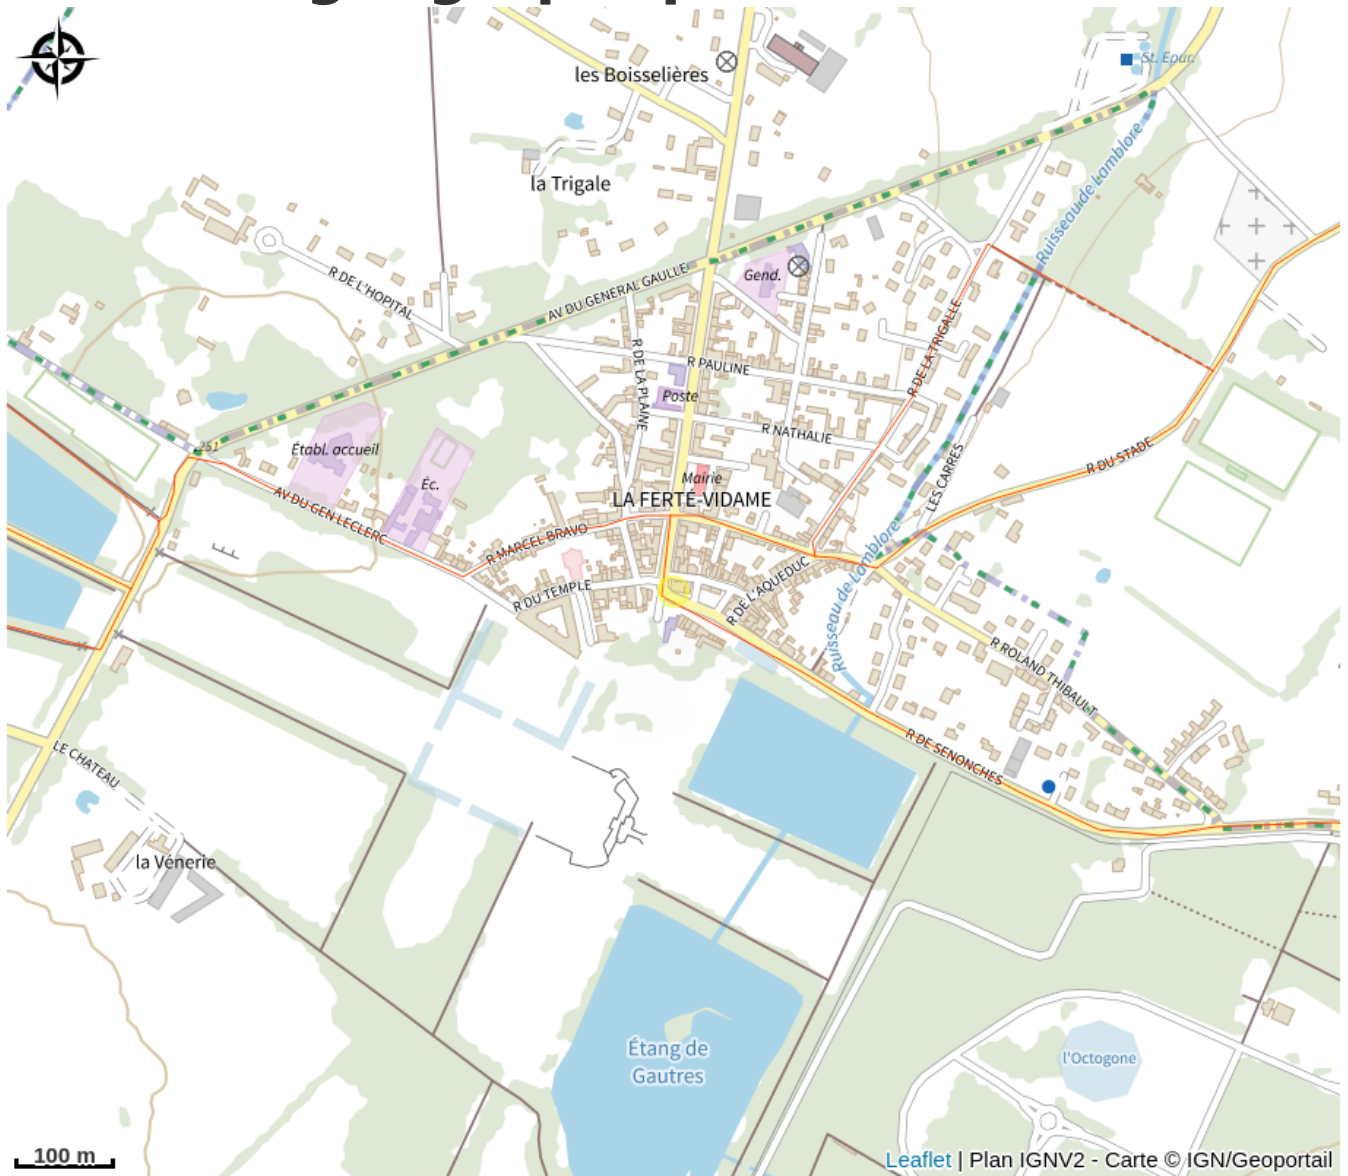 St. Epur.
les Boisselières
Ruisseau de Lamblore
la Trigale
R DE L'HOPITAL
AV DU GENERAL GAULLE
Gend.
R DE LA TRIGALLE
R DE LA PLAINE
R PAULINE
Poste
R NATHALIE
251
Établ. accueil
Éc.
Mairie
LA FERTÉ-VIDAME
LES CARRES
R DU STADE
AV DU GEN LECLERC
R MARCEL BRAVO
R DU TEMPLE
R DE L'AQUEDUC
Ruisseau de Lamblore
R ROLAND THIBAULT
R DE SENONCHES
LE CHATEAU
la Vénerie
Étang de
Gautres
l'Octogone
100 m
Leaflet | Plan IGNV2 - Carte © IGN/Geoportail